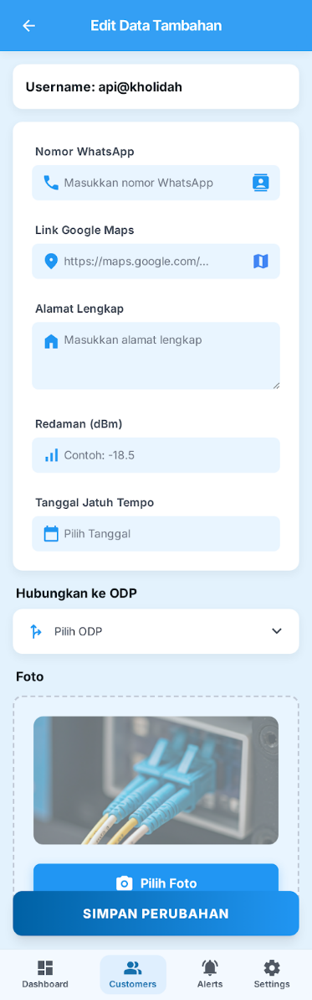 Edit Data Tambahan
Username: api@kholidah
Nomor WhatsApp
Masukkan nomor WhatsApp
Link Google Maps
https://maps.google.com/...
Alamat Lengkap
Masukkan alamat lengkap
Redaman (dBm)
Contoh: -18.5
Tanggal Jatuh Tempo
Pilih Tanggal
Hubungkan ke ODP
Pilih ODP
Foto
Pilih Foto
SIMPAN PERUBAHAN
Dashboard
Customers
Alerts
Settings